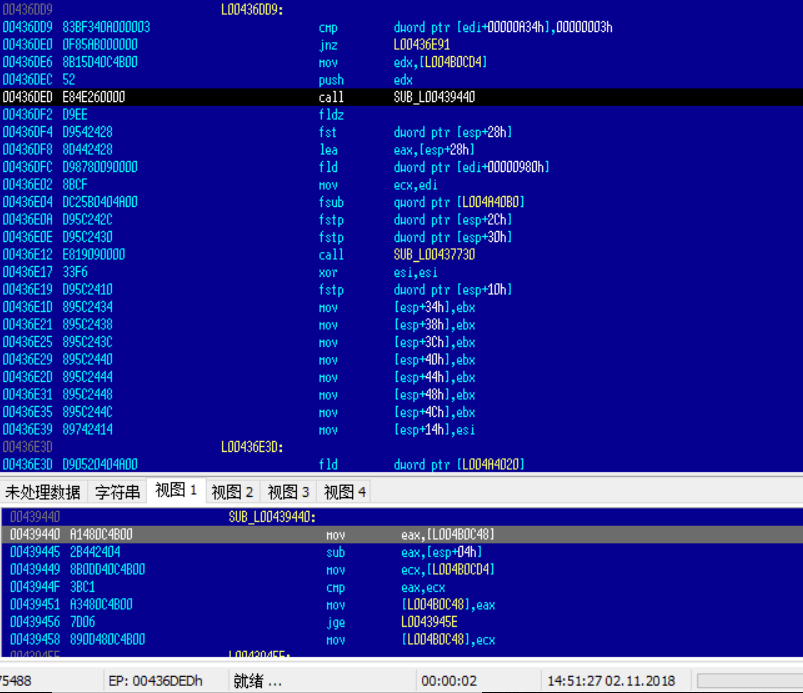 00436DD9 L00436DD9:
00436DD9 83BF340A000003 cmp dword ptr [edi+00000A34h],00000003h
00436DE0 0F85AB000000 jnz L00436E91
00436DE6 8B15D40C4B00 mov edx,[L004B0CD4]
00436DEC 52 push edx
00436DED E84E260000 call SUB_L00439440
00436DF2 D9EE fldz
00436DF4 D9542428 fst dword ptr [esp+28h]
00436DF8 8D442428 lea eax,[esp+28h]
00436DFC D98780090000 fld dword ptr [edi+00000980h]
00436E02 8BCF mov ecx,edi
00436E04 DC25B0404A00 fsub qword ptr [L004A40B0]
00436E0A D95C242C fstp dword ptr [esp+2Ch]
00436E0E D95C2430 fstp dword ptr [esp+30h]
00436E12 E819090000 call SUB_L00437730
00436E17 33F6 xor esi,esi
00436E19 D95C2410 fstp dword ptr [esp+10h]
00436E1D 895C2434 mov [esp+34h],ebx
00436E21 895C2438 mov [esp+38h],ebx
00436E25 895C243C mov [esp+3Ch],ebx
00436E29 895C2440 mov [esp+40h],ebx
00436E2D 895C2444 mov [esp+44h],ebx
00436E31 895C2448 mov [esp+48h],ebx
00436E35 895C244C mov [esp+4Ch],ebx
00436E39 89742414 mov [esp+14h],esi
00436E3D L00436E3D:
00436E3D D90520404A00 fld dword ptr [L004A4020]
未处理数据 字符串 视图 1 视图 2 视图 3 视图 4
00439440 SUB_L00439440:
00439440 A1480C4B00 mov eax,[L004B0C48]
00439445 2B442404 sub eax,[esp+04h]
00439449 8B0DD40C4B00 mov ecx,[L004B0CD4]
0043944F 3BC1 cmp eax,ecx
00439451 A3480C4B00 mov [L004B0C48],eax
00439456 7D06 jge L0043945E
00439458 890D480C4B00 mov [L004B0C48],ecx
0043945E L0043945E:
75488 EP: 00436DEDh 就绪 ... 00:00:02 14:51:27 02.11.2018